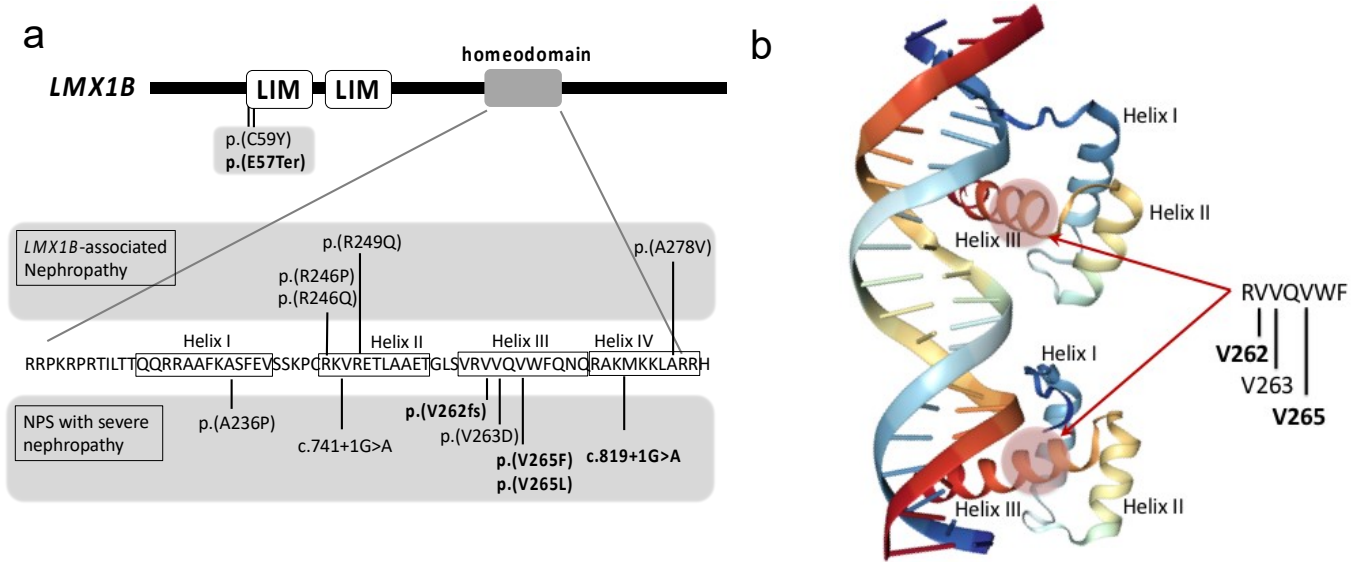 a
homeodomain
LMX1B
LIM
LIM
p.(C59Y)
p.(E57Ter)
LMX1B-associated
Nephropathy
p.(R249Q)
p.(R246P)
p.(R246Q)
p.(A278V)
Helix I
Helix II
Helix III
Helix IV
RRPKRPRTILTTQQRRAAFKASFEVSSKPCRKVRETLAAETGLSVRVVQVWFQNQRAKMKKLARRH
NPS with severe
nephropathy
p.(A236P)
c.741+1G>A
p.(V262fs)
p.(V263D)
p.(V265F)
p.(V265L)
c.819+1G>A
b
Helix I
Helix II
Helix III
RVVQVWF
V262
V263
V265
Helix I
Helix III
Helix II